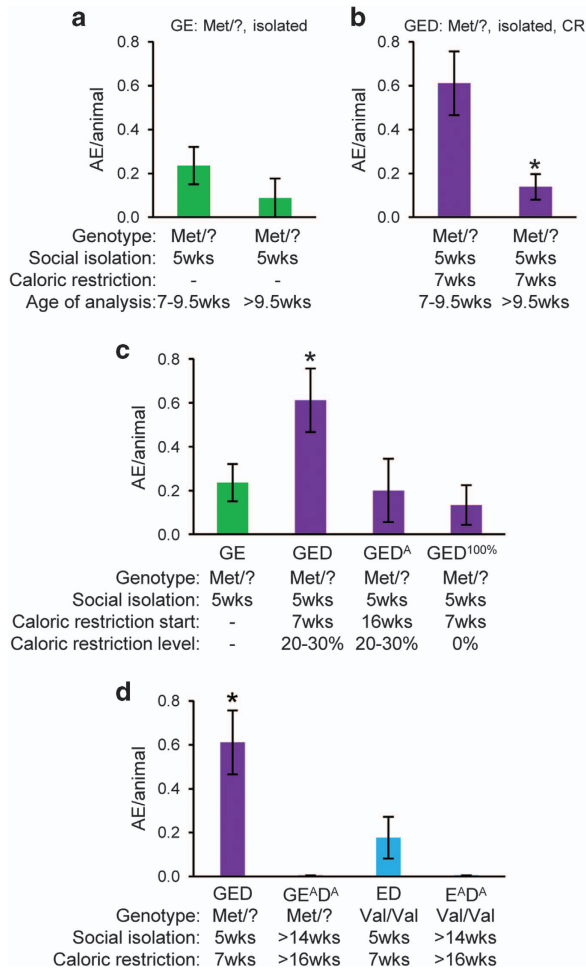 a
GE: Met/?, isolated
0.8
0.6
0.4
0.2
0.0
AE/animal
Genotype: Met/? Met/?
Social isolation: 5wks 5wks
Caloric restriction: - -
Age of analysis: 7-9.5wks >9.5wks
b
GED: Met/?, isolated, CR
0.8
0.6
0.4
0.2
0.0
AE/animal
*
Met/? Met/?
5wks 5wks
7wks 7wks
7-9.5wks >9.5wks
c
0.8
0.6
0.4
0.2
0.0
AE/animal
*
GE GED GEDᴬ GED¹⁰⁰%
Genotype: Met/? Met/? Met/? Met/?
Social isolation: 5wks 5wks 5wks 5wks
Caloric restriction start: - 7wks 16wks 7wks
Caloric restriction level: - 20-30% 20-30% 0%
d
0.8
0.6
0.4
0.2
0.0
AE/animal
*
GED GEᴬDᴬ ED EᴬDᴬ
Genotype: Met/? Met/? Val/Val Val/Val
Social isolation: 5wks >14wks 5wks >14wks
Caloric restriction: 7wks >16wks 7wks >16wks